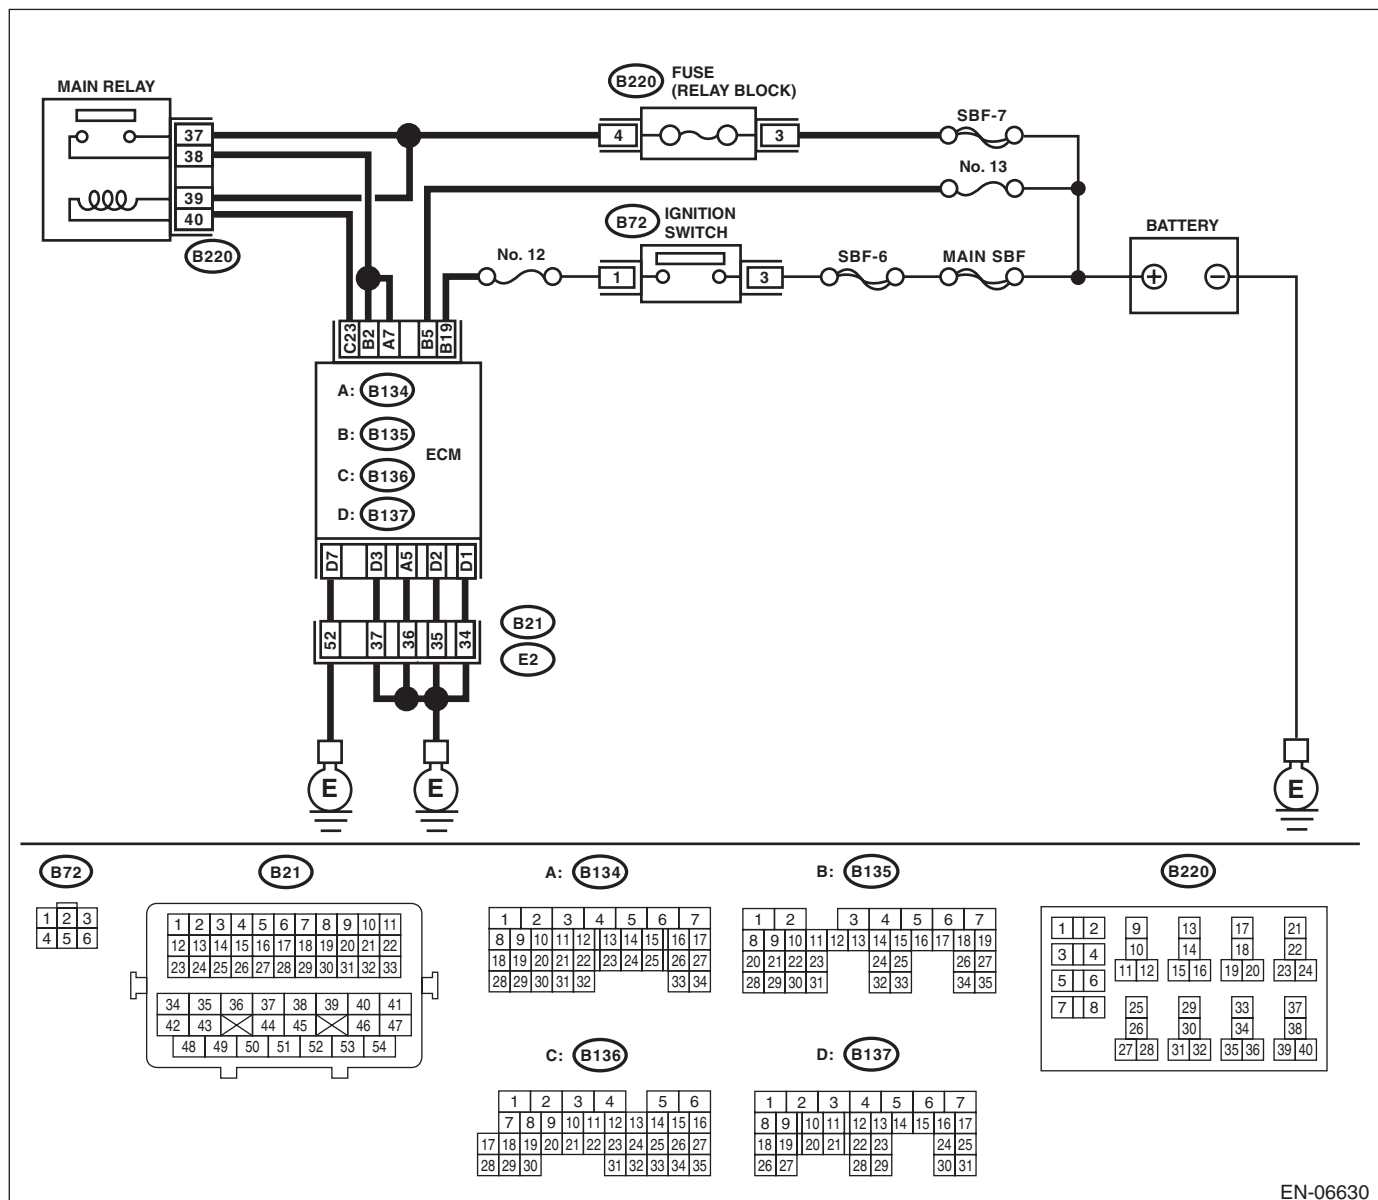 MAIN RELAY
37
38
39
40
B220
B220
FUSE
(RELAY BLOCK)
4
3
SBF-7
No. 13
B72
IGNITION
SWITCH
No. 12
1
3
SBF-6
MAIN SBF
BATTERY
+
−
C23
B2
A7
B5
B19
A: B134
B: B135
C: B136
D: B137
ECM
D7
D3
A5
D2
D1
52
37
36
35
34
B21
E2
E
E
E
B72
1 2 3
4 5 6
B21
1 2 3 4 5 6 7 8 9 10 11
12 13 14 15 16 17 18 19 20 21 22
23 24 25 26 27 28 29 30 31 32 33
34 35 36 37 38 39 40 41
42 43 44 45 46 47
48 49 50 51 52 53 54
A: B134
1 2 3 4 5 6 7
8 9 10 11 12 13 14 15 16 17
18 19 20 21 22 23 24 25 26 27
28 29 30 31 32 33 34
B: B135
1 2 3 4 5 6 7
8 9 10 11 12 13 14 15 16 17 18 19
20 21 22 23 24 25 26 27
28 29 30 31 32 33 34 35
C: B136
1 2 3 4 5 6
7 8 9 10 11 12 13 14 15 16
17 18 19 20 21 22 23 24 25 26 27
28 29 30 31 32 33 34 35
D: B137
1 2 3 4 5 6 7
8 9 10 11 12 13 14 15 16 17
18 19 20 21 22 23 24 25
26 27 28 29 30 31
B220
1 2
3 4
5 6
7 8
9
10
11 12
13
14
15 16
17
18
19 20
21
22
23 24
25
26
27 28
29
30
31 32
33
34
35 36
37
38
39 40
EN-06630